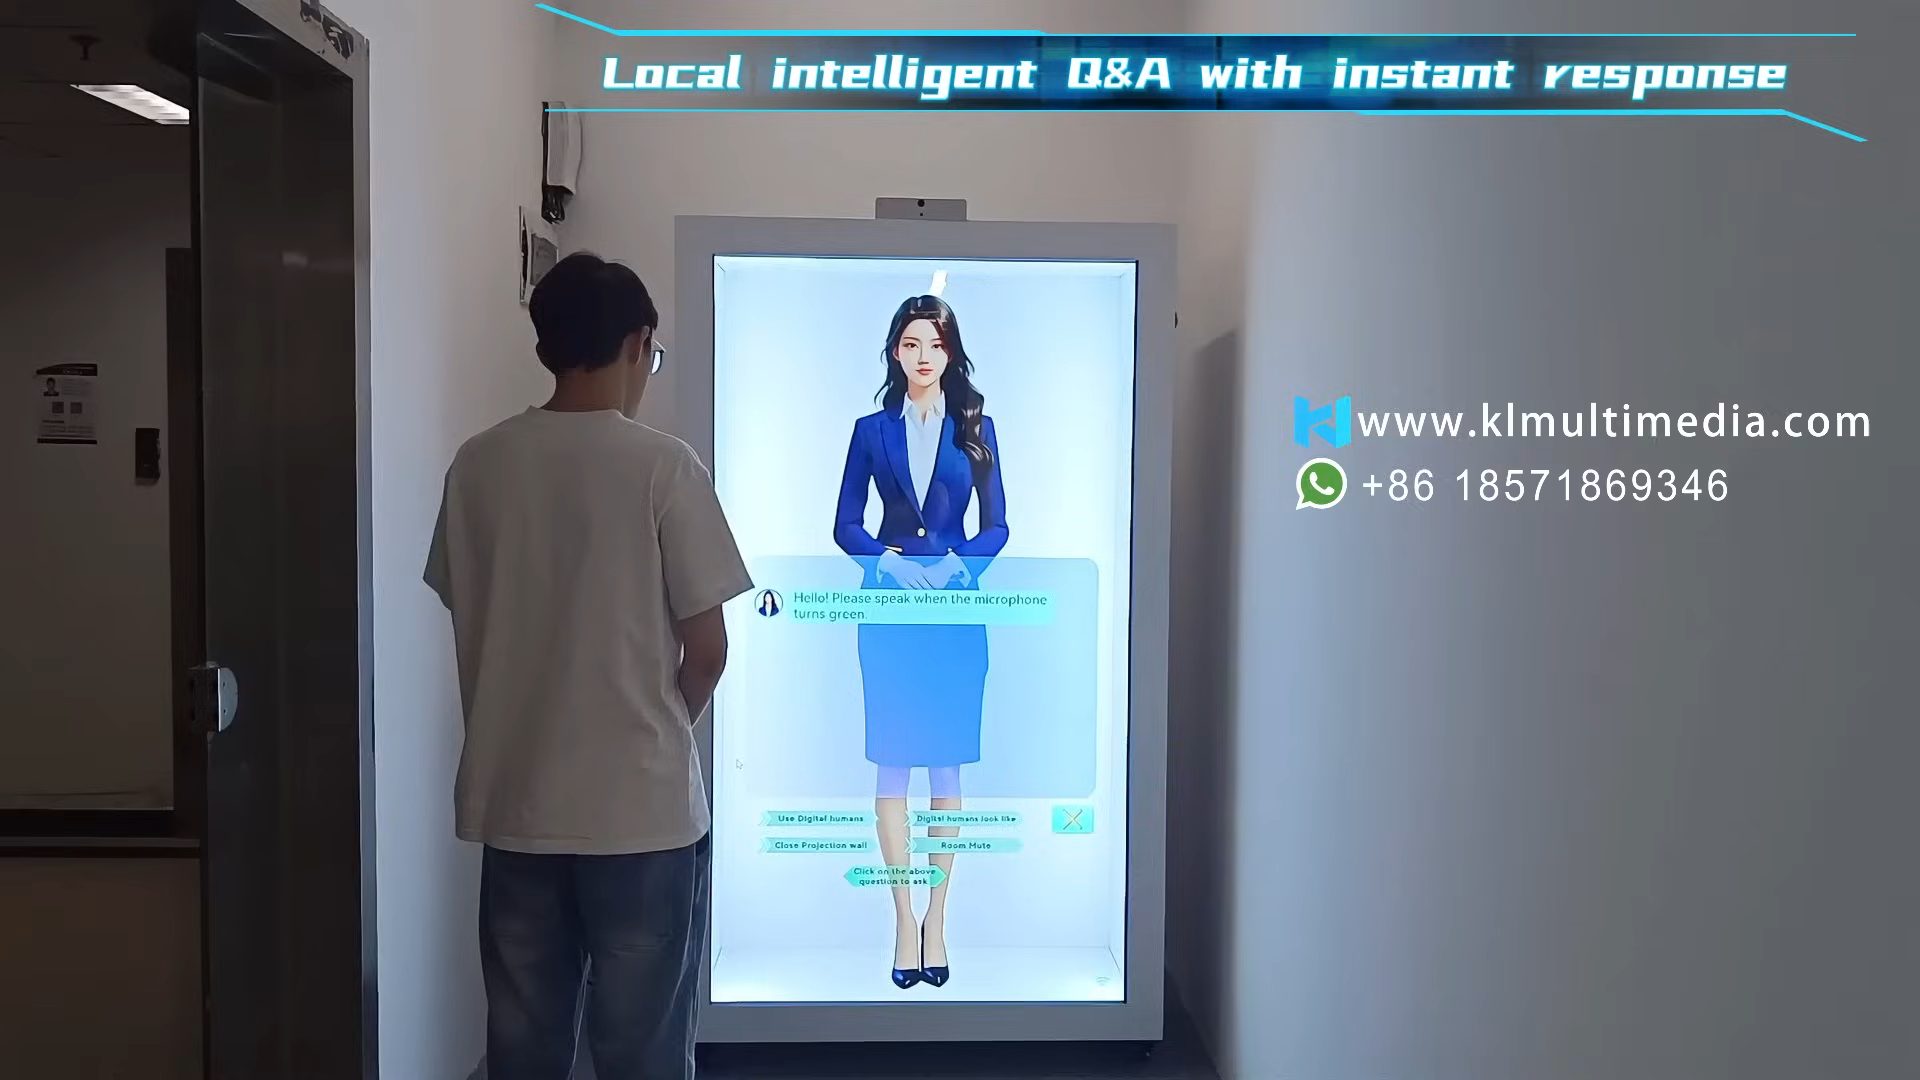 Local intelligent Q&A with instant response
www.klmultimedia.com
+86 18571869346
Hello! Please speak when the microphone
turns green.
Use Digital humans
Digital humans look like
Close Projection wall
Room Mute
Click on the above
question to ask